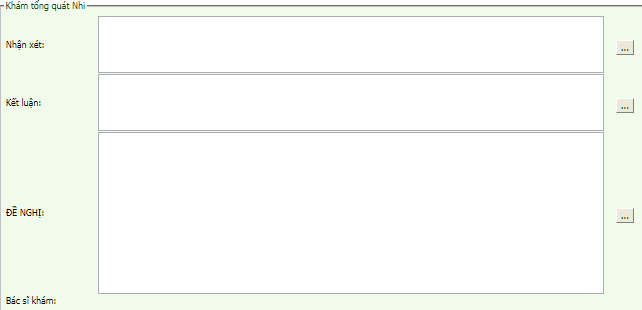 Khám tổng quát Nhi
Nhận xét:
...
Kết luận:
...
ĐỀ NGHỊ:
...
Bác sĩ khám: